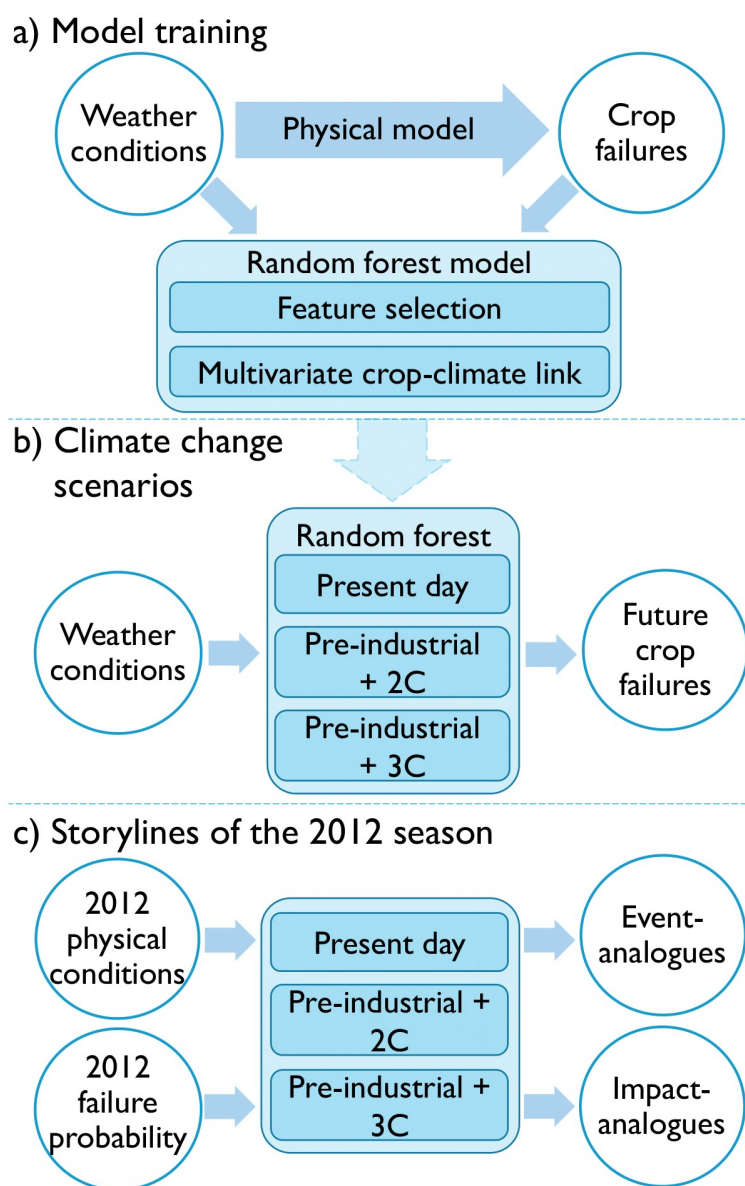 a) Model training
Weather
conditions
Physical model
Crop
failures
Random forest model
Feature selection
Multivariate crop-climate link
b) Climate change
scenarios
Weather
conditions
Random forest
Present day
Pre-industrial
+ 2C
Pre-industrial
+ 3C
Future
crop
failures
c) Storylines of the 2012 season
2012
physical
conditions
Present day
Event-
analogues
Pre-industrial +
2C
2012
failure
probability
Pre-industrial +
3C
Impact-
analogues